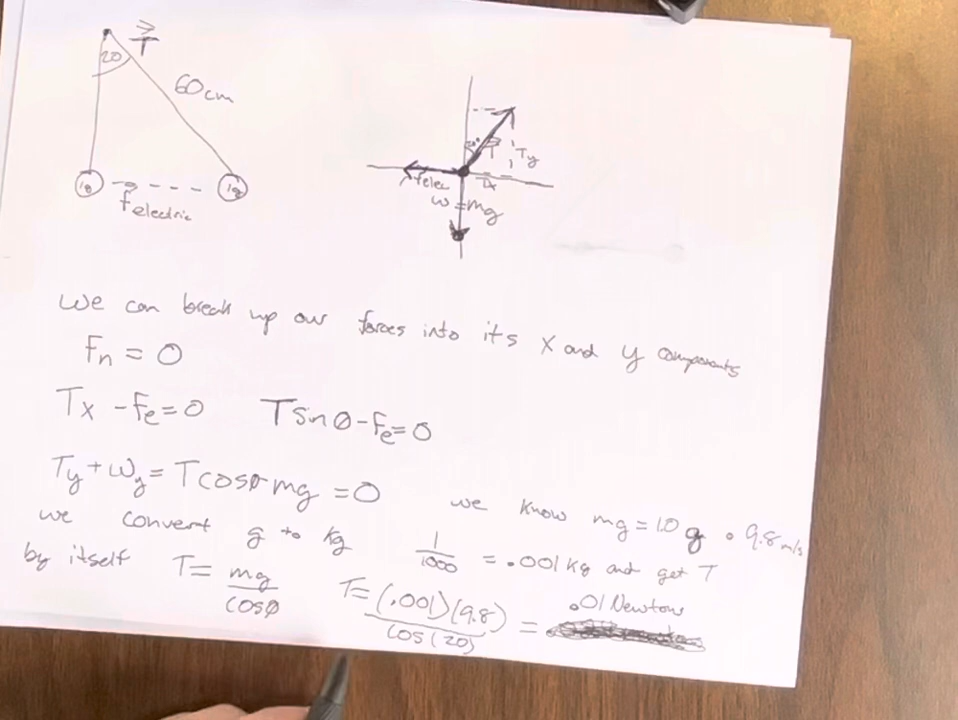 20 T
60cm
1g 1g
felectric
20° T Ty
felec Tx
w = mg
We can break up our forces into its x and y components
Fn = 0
Tx - Fe = 0 T sin θ - Fe = 0
Ty + Wy = T cosθ - mg = 0 we know mg = 1.0 g • 9.8 m/s
we convert g to kg 1/1000 = .001 kg and get T
by itself T = mg/cosθ T = (.001)(9.8)/cos(20) = .01 Newtons